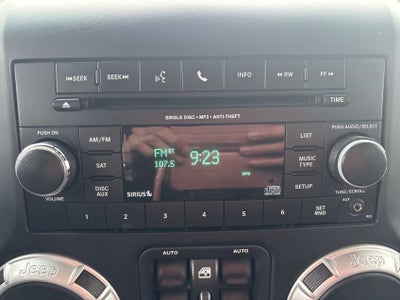 SEEK SEEK INFO RW FF
TIME
SINGLE DISC • MP3 • ANTI-THEFT
PUSH ON
PUSH AUDIO/SELECT
AM/FM
LIST
FM ST
107.5
9:23
SAT
MUSIC
TYPE
DISC
AUX
INFO
SETUP
SIRIUS
VOLUME
TUNE/SCROLL
AUX
1 2 3 4 5 6 SET
RND
AUTO AUTO
Jeep Jeep